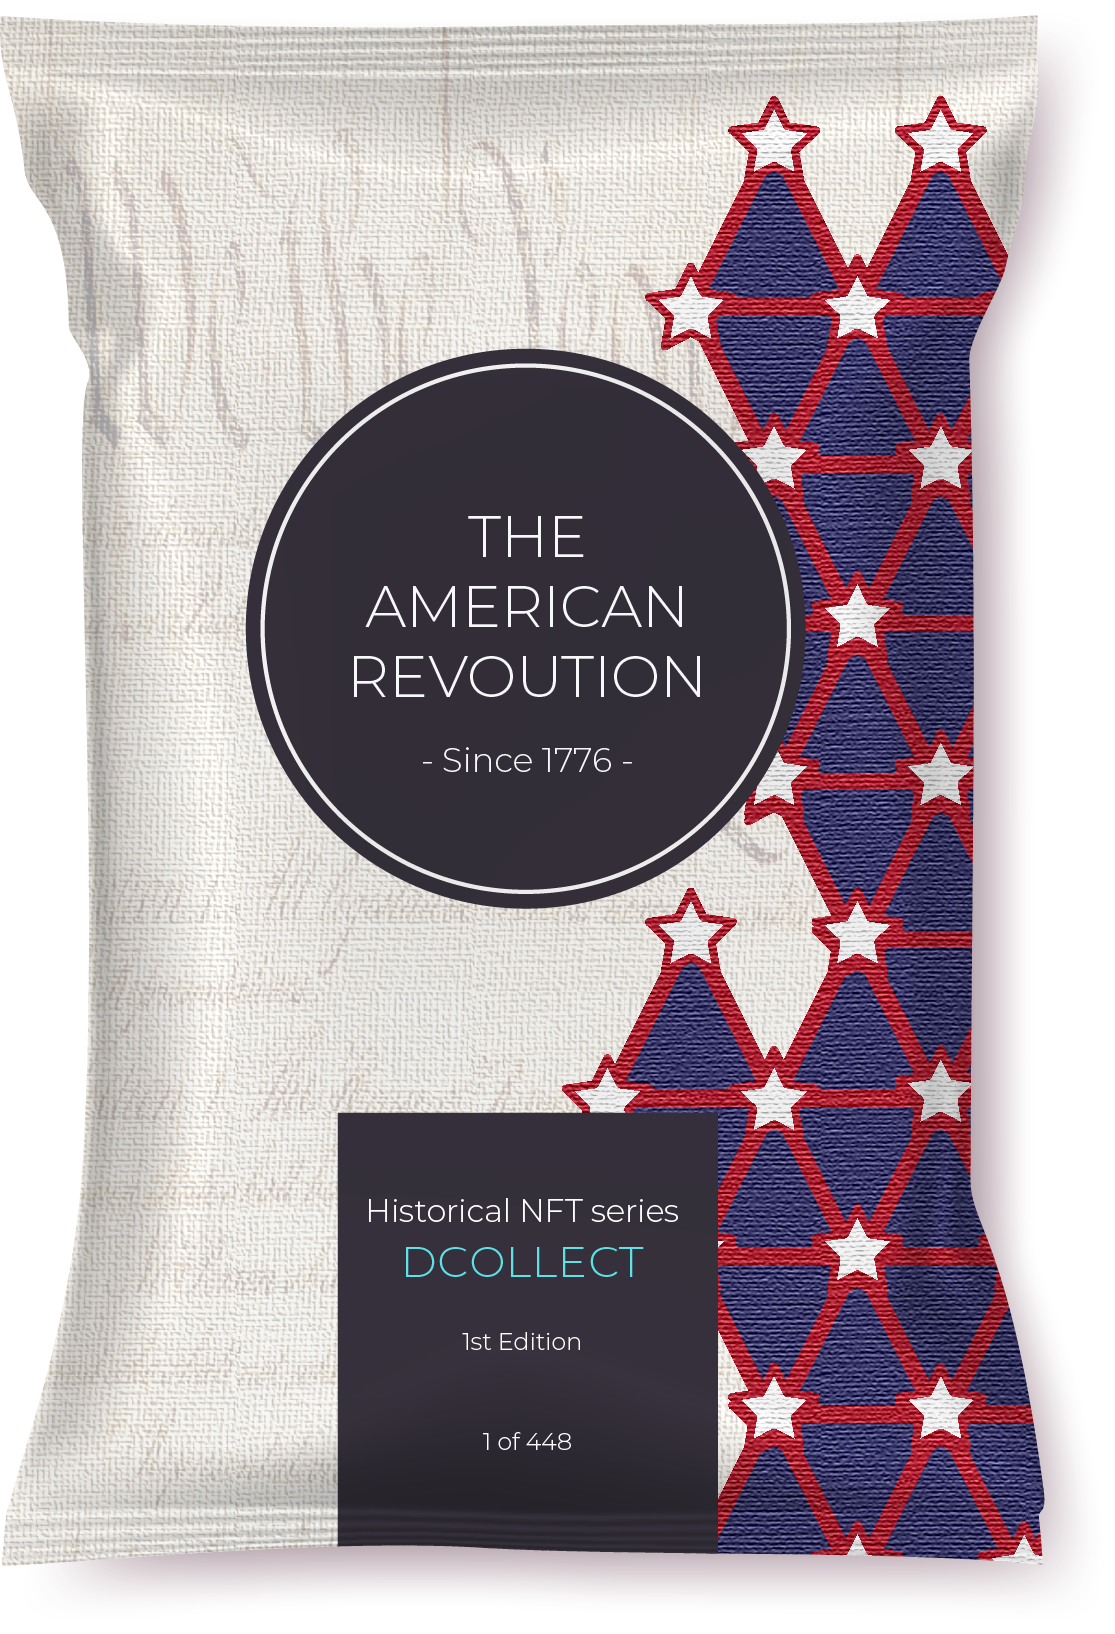 THE
AMERICAN
REVOUTION
- Since 1776 -
Historical NFT series
DCOLLECT
1st Edition
1 of 448